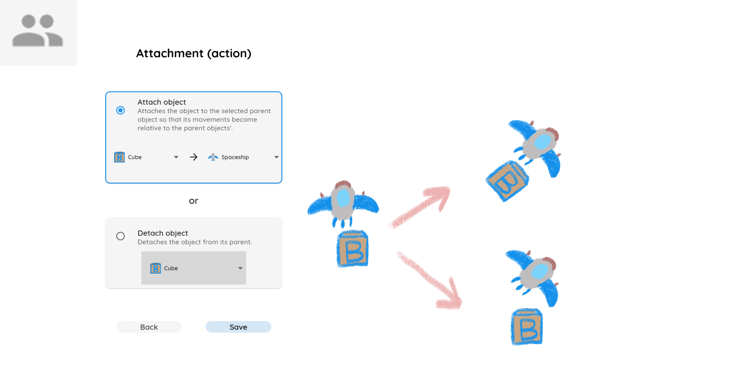 Attachment (action)
Attach object
Attaches the object to the selected parent
object so that its movements become
relative to the parent objects'.
B Cube
Spaceship
or
Detach object
Detaches the object from its parent.
B Cube
Back
Save
B
B
B